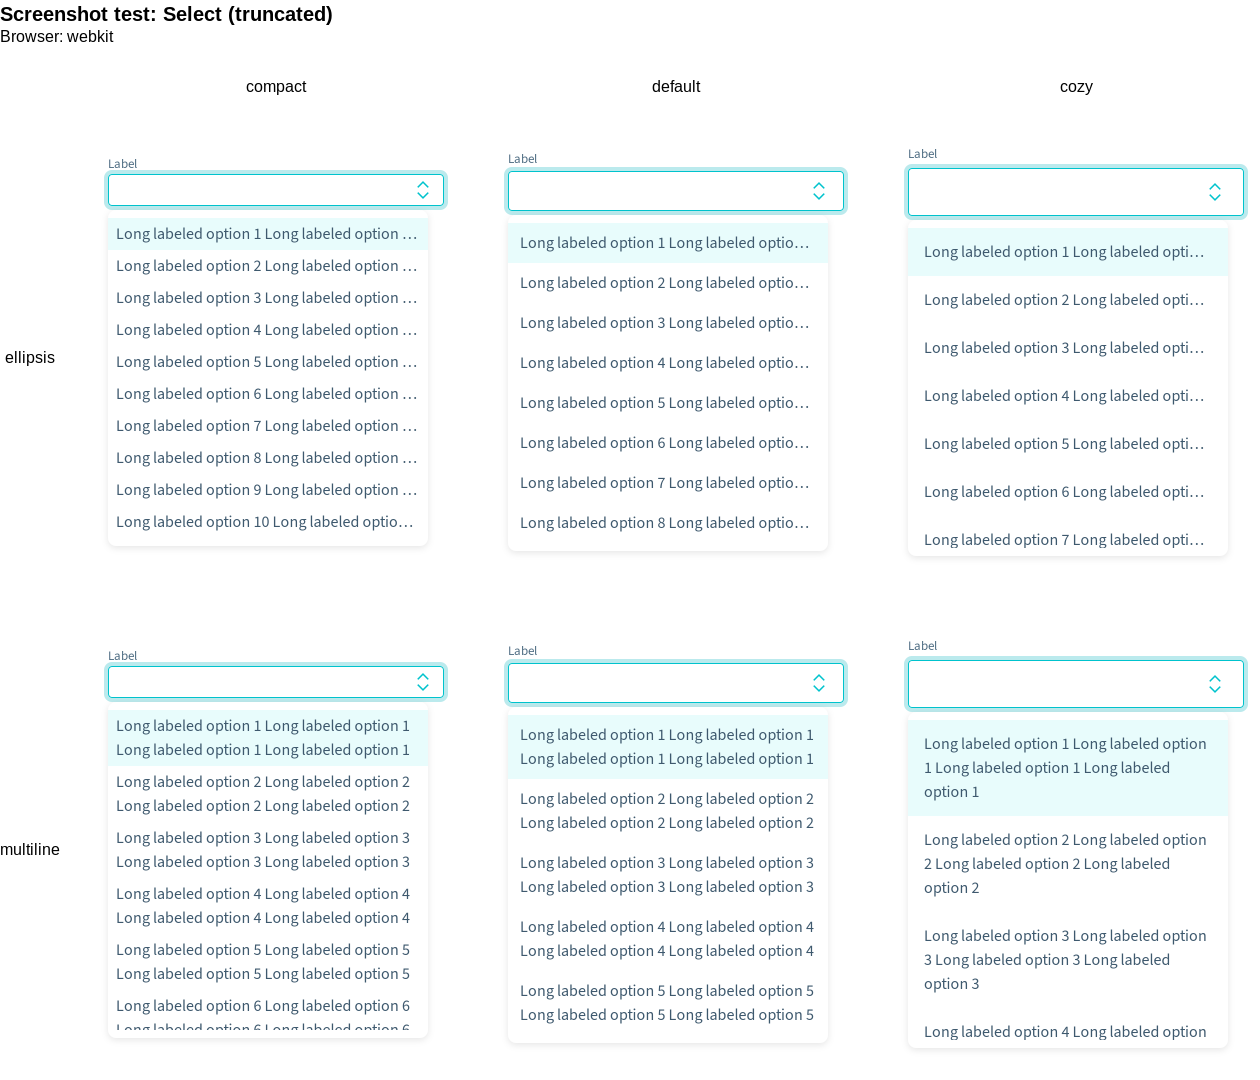 Screenshot test: Select (truncated)
Browser: webkit
compact
default
cozy
ellipsis
Label
Long labeled option 1 Long labeled option …
Long labeled option 2 Long labeled option …
Long labeled option 3 Long labeled option …
Long labeled option 4 Long labeled option …
Long labeled option 5 Long labeled option …
Long labeled option 6 Long labeled option …
Long labeled option 7 Long labeled option …
Long labeled option 8 Long labeled option …
Long labeled option 9 Long labeled option …
Long labeled option 10 Long labeled optio…
Label
Long labeled option 1 Long labeled optio…
Long labeled option 2 Long labeled optio…
Long labeled option 3 Long labeled optio…
Long labeled option 4 Long labeled optio…
Long labeled option 5 Long labeled optio…
Long labeled option 6 Long labeled optio…
Long labeled option 7 Long labeled optio…
Long labeled option 8 Long labeled optio…
Label
Long labeled option 1 Long labeled opti…
Long labeled option 2 Long labeled opti…
Long labeled option 3 Long labeled opti…
Long labeled option 4 Long labeled opti…
Long labeled option 5 Long labeled opti…
Long labeled option 6 Long labeled opti…
Long labeled option 7 Long labeled opti…
multiline
Label
Long labeled option 1 Long labeled option 1
Long labeled option 1 Long labeled option 1
Long labeled option 2 Long labeled option 2
Long labeled option 2 Long labeled option 2
Long labeled option 3 Long labeled option 3
Long labeled option 3 Long labeled option 3
Long labeled option 4 Long labeled option 4
Long labeled option 4 Long labeled option 4
Long labeled option 5 Long labeled option 5
Long labeled option 5 Long labeled option 5
Long labeled option 6 Long labeled option 6
Long labeled option 6 Long labeled option 6
Label
Long labeled option 1 Long labeled option 1
Long labeled option 1 Long labeled option 1
Long labeled option 2 Long labeled option 2
Long labeled option 2 Long labeled option 2
Long labeled option 3 Long labeled option 3
Long labeled option 3 Long labeled option 3
Long labeled option 4 Long labeled option 4
Long labeled option 4 Long labeled option 4
Long labeled option 5 Long labeled option 5
Long labeled option 5 Long labeled option 5
Label
Long labeled option 1 Long labeled option
1 Long labeled option 1 Long labeled
option 1
Long labeled option 2 Long labeled option
2 Long labeled option 2 Long labeled
option 2
Long labeled option 3 Long labeled option
3 Long labeled option 3 Long labeled
option 3
Long labeled option 4 Long labeled option